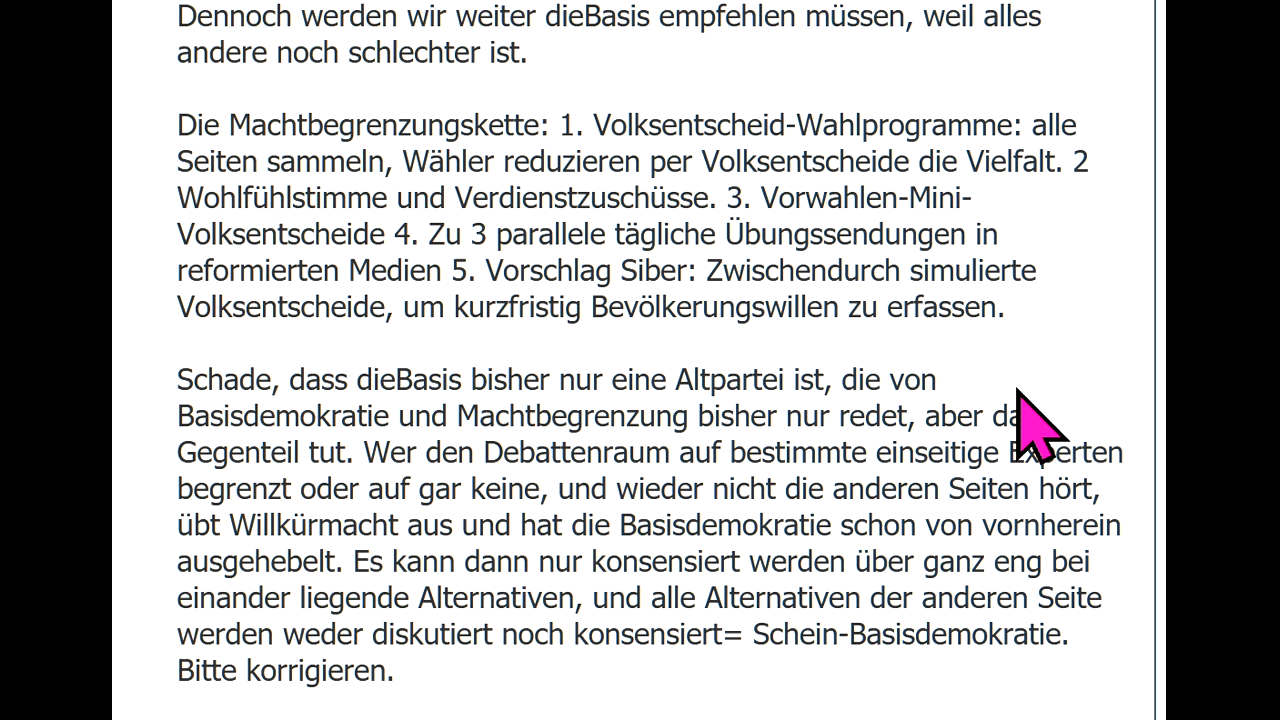 Dennoch werden wir weiter dieBasis empfehlen müssen, weil alles
andere noch schlechter ist.
Die Machtbegrenzungskette: 1. Volksentscheid-Wahlprogramme: alle
Seiten sammeln, Wähler reduzieren per Volksentscheide die Vielfalt. 2
Wohlfühlstimme und Verdienstzuschüsse. 3. Vorwahlen-Mini-
Volksentscheide 4. Zu 3 parallele tägliche Übungssendungen in
reformierten Medien 5. Vorschlag Siber: Zwischendurch simulierte
Volksentscheide, um kurzfristig Bevölkerungswillen zu erfassen.
Schade, dass dieBasis bisher nur eine Altpartei ist, die von
Basisdemokratie und Machtbegrenzung bisher nur redet, aber
Gegenteil tut. Wer den Debattenraum auf bestimmte einseitige Experten
begrenzt oder auf gar keine, und wieder nicht die anderen Seiten hört,
übt Willkürmacht aus und hat die Basisdemokratie schon von vornherein
ausgehebelt. Es kann dann nur konsensiert werden über ganz eng bei
einander liegende Alternativen, und alle Alternativen der anderen Seite
werden weder diskutiert noch konsensiert= Schein-Basisdemokratie.
Bitte korrigieren.